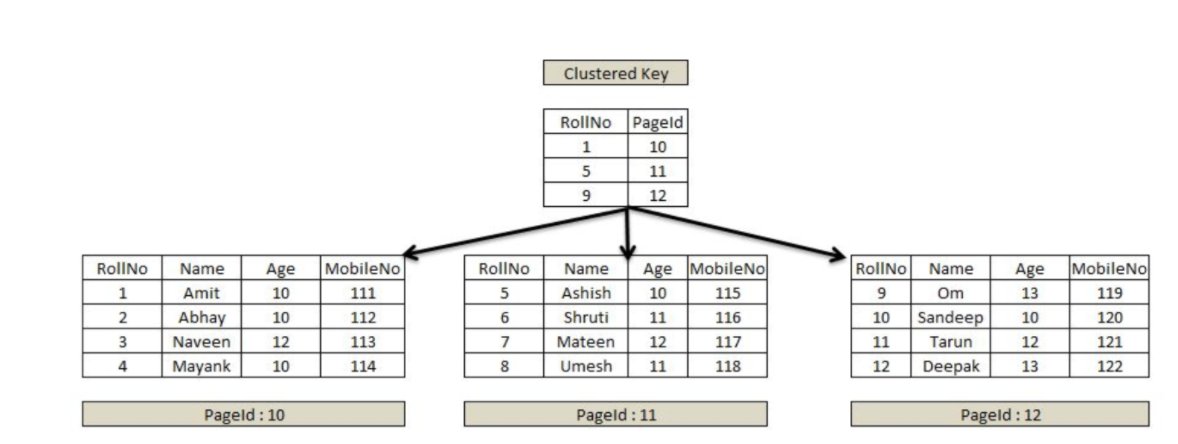 Clustered Key
RollNo PageId
1 10
5 11
9 12
RollNo Name Age MobileNo
1 Amit 10 111
2 Abhay 10 112
3 Naveen 12 113
4 Mayank 10 114
PageId : 10
RollNo Name Age MobileNo
5 Ashish 10 115
6 Shruti 11 116
7 Mateen 12 117
8 Umesh 11 118
PageId : 11
RollNo Name Age MobileNo
9 Om 13 119
10 Sandeep 10 120
11 Tarun 12 121
12 Deepak 13 122
PageId : 12